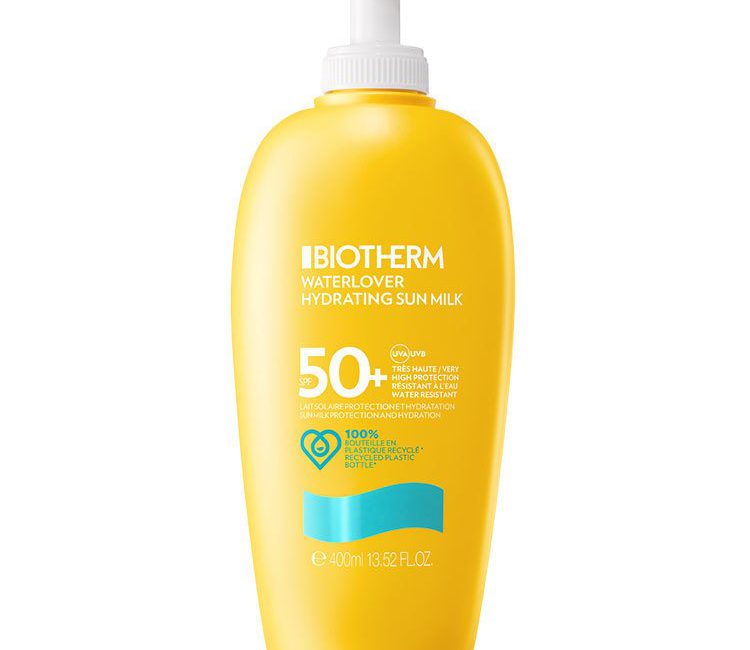 BIOTHERM
WATERLOVER
HYDRATING SUN MILK
SPF 50+
UVA UVB
TRÈS HAUTE / VERY
HIGH PROTECTION
RÉSISTANT À L'EAU
WATER RESISTANT
LAIT SOLAIRE PROTECTION ET HYDRATATION
SUN MILK PROTECTION AND HYDRATION
100%
BOUTEILLE EN
PLASTIQUE RECYCLÉ*
RECYCLED PLASTIC
BOTTLE*
℮ 400ml 13.52 FL.OZ.